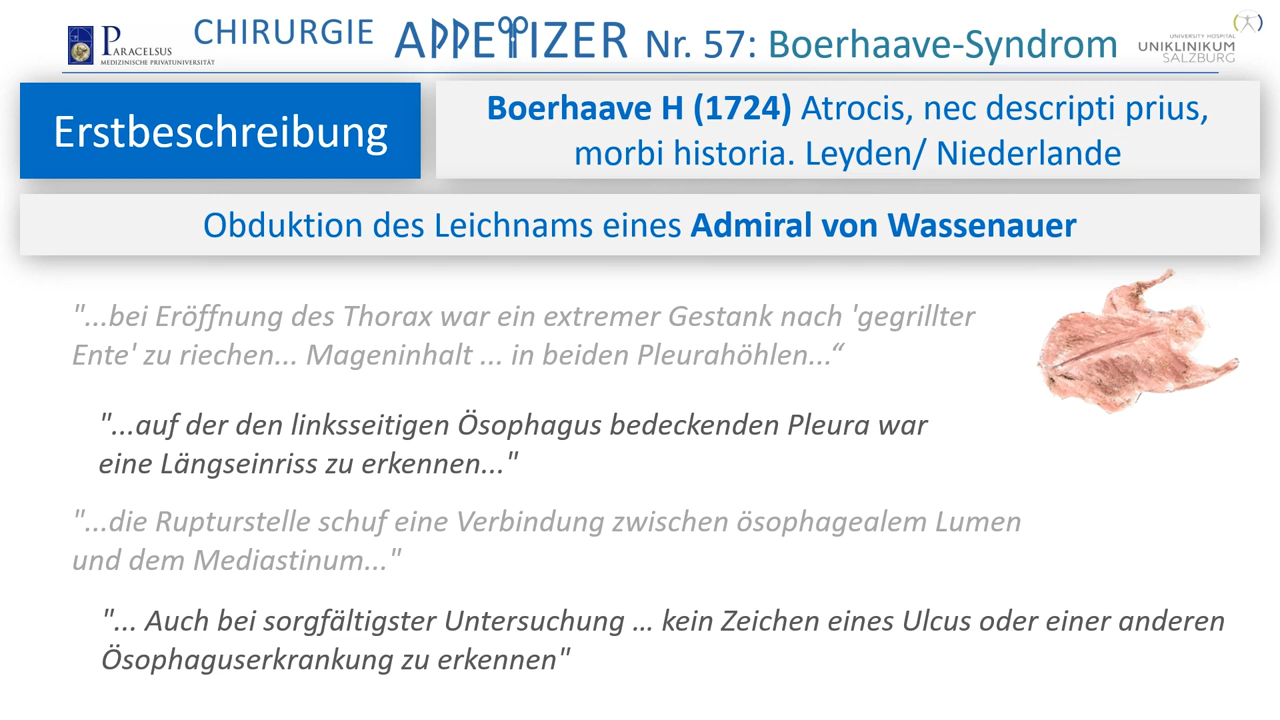 PARACELSUS
MEDIZINISCHE PRIVATUNIVERSITÄT
CHIRURGIE APPETIZER Nr. 57: Boerhaave-Syndrom
UNIVERSITY HOSPITAL
UNIKLINIKUM
SALZBURG
Erstbeschreibung
Boerhaave H (1724) Atrocis, nec descripti prius,
morbi historia. Leyden/ Niederlande
Obduktion des Leichnams eines Admiral von Wassenauer
"...bei Eröffnung des Thorax war ein extremer Gestank nach 'gegrillter
Ente' zu riechen... Mageninhalt ... in beiden Pleurahöhlen...“
"...auf der den linksseitigen Ösophagus bedeckenden Pleura war
eine Längseinriss zu erkennen..."
"...die Rupturstelle schuf eine Verbindung zwischen ösophagealem Lumen
und dem Mediastinum..."
"... Auch bei sorgfältigster Untersuchung ... kein Zeichen eines Ulcus oder einer anderen
Ösophaguserkrankung zu erkennen"